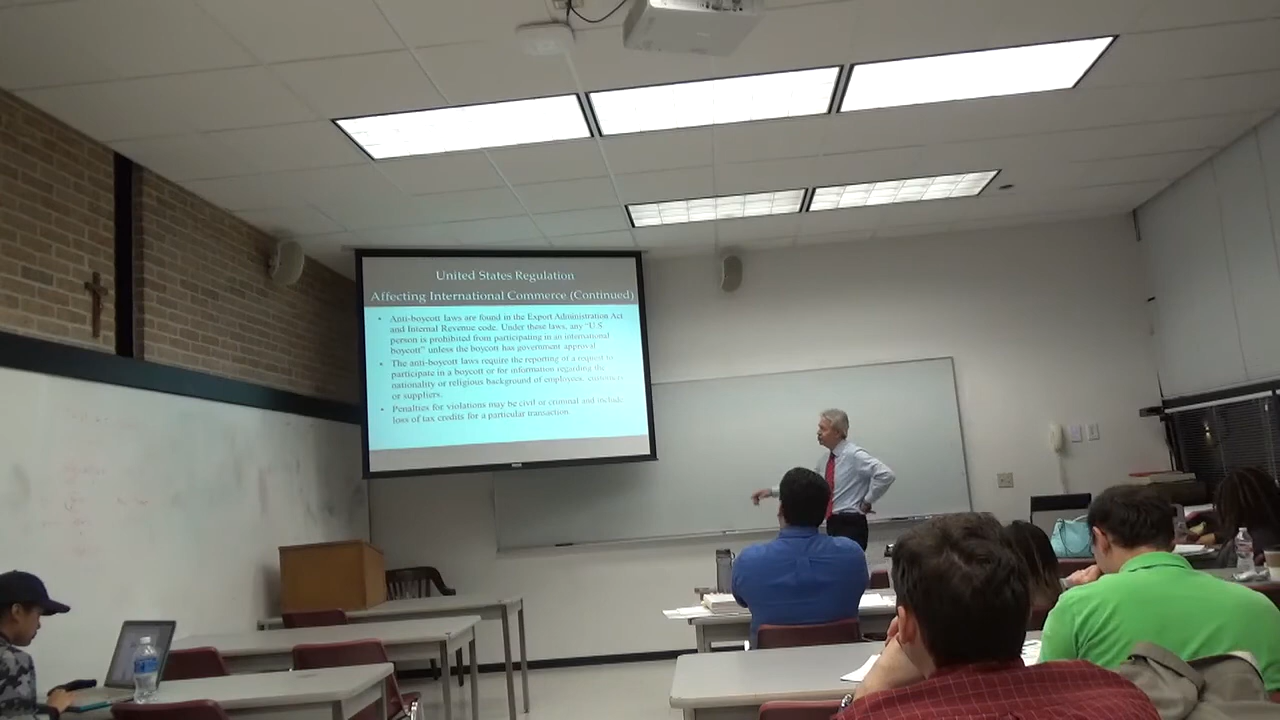 United States Regulation
Affecting International Commerce (Continued)
• Anti-boycott laws are found in the Export Administration Act
and Internal Revenue code. Under these laws, any "U.S.
person is prohibited from participating in an international
boycott" unless the boycott has government approval
• The anti-boycott laws require the reporting of a request to
participate in a boycott or for information regarding the
nationality or religious background of employees, customers
or suppliers.
• Penalties for violations may be civil or criminal and include
loss of tax credits for a particular transaction.